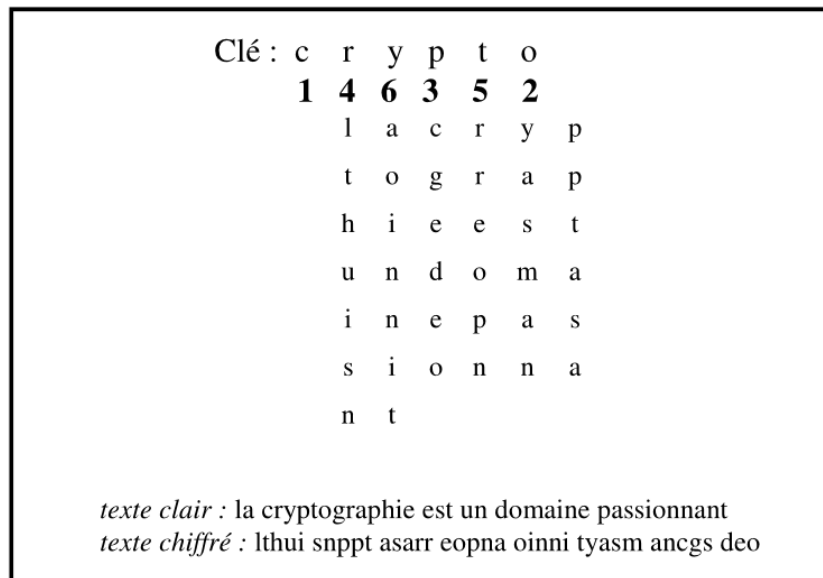 Clé : c r y p t o
1 4 6 3 5 2
l a c r y p
t o g r a p
h i e e s t
u n d o m a
i n e p a s
s i o n n a
n t
texte clair : la cryptographie est un domaine passionnant
texte chiffré : lthui snppt asarr eopna oinni tyasm ancgs deo